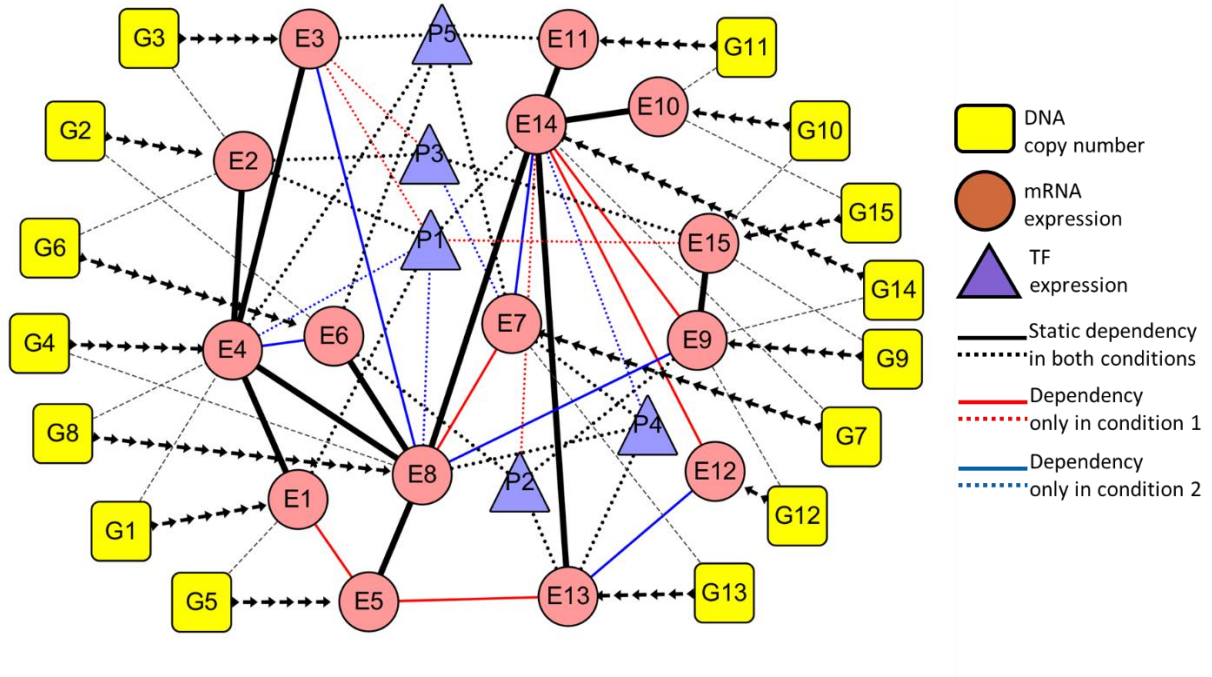 G3
E3
P5
E11
G11
G2
E2
P3
E14
E10
G10
G6
P1
E15
G15
G14
G4
E4
E6
E7
E9
G9
G8
P4
G7
E1
E8
P2
E12
G1
G12
G5
E5
E13
G13
DNA
copy number
mRNA
expression
TF
expression
Static dependency
in both conditions
Dependency
only in condition 1
Dependency
only in condition 2